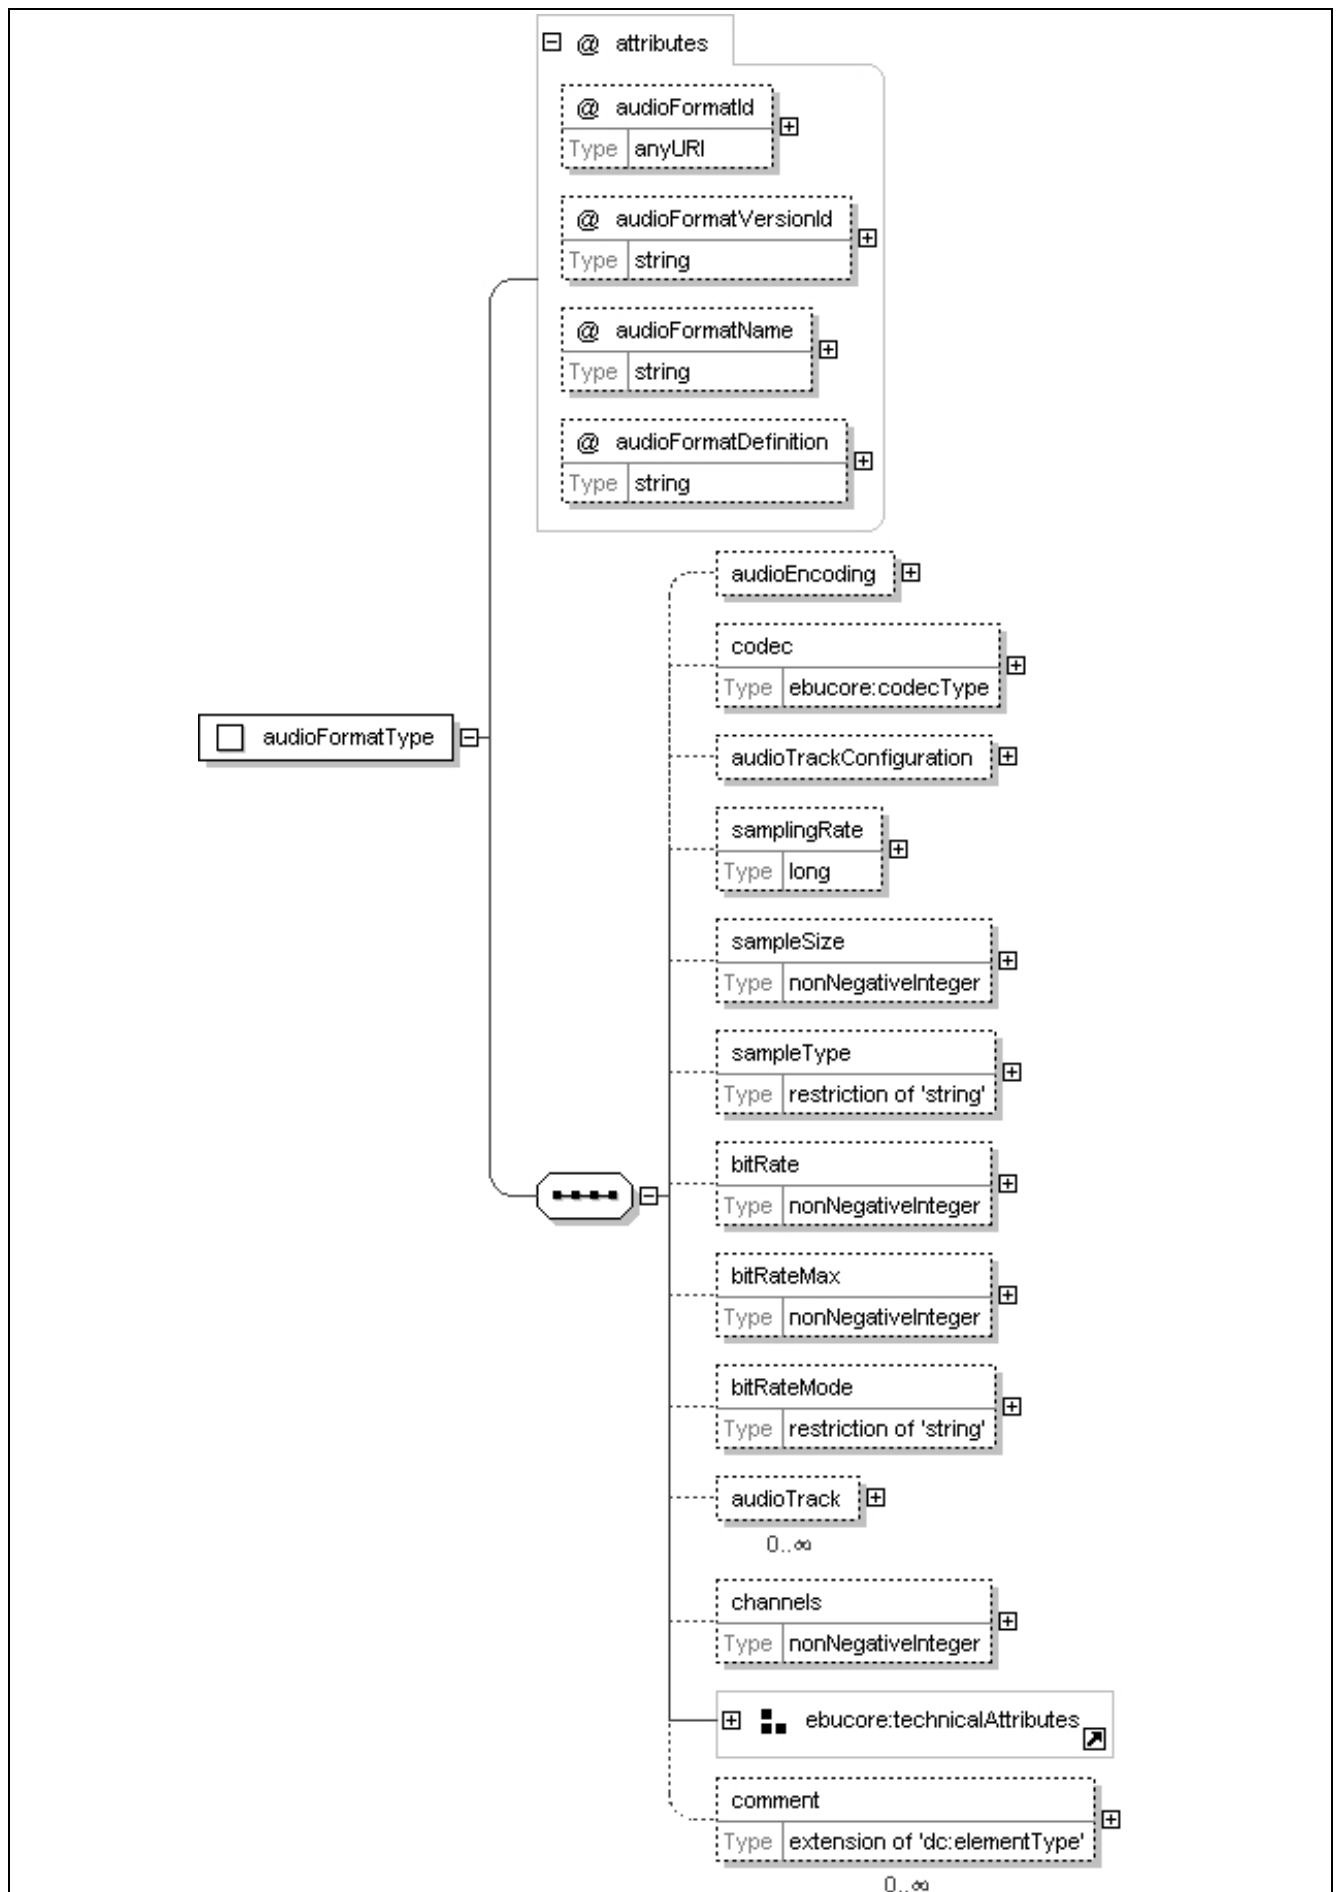 @ attributes
@ audioFormatId
Type anyURI
@ audioFormatVersionId
Type string
@ audioFormatName
Type string
@ audioFormatDefinition
Type string
audioEncoding
codec
Type ebucore:codecType
audioFormatType
audioTrackConfiguration
samplingRate
Type long
sampleSize
Type nonNegativeInteger
sampleType
Type restriction of 'string'
bitRate
Type nonNegativeInteger
bitRateMax
Type nonNegativeInteger
bitRateMode
Type restriction of 'string'
audioTrack
0..∞
channels
Type nonNegativeInteger
ebucore:technicalAttributes
comment
Type extension of 'dc:elementType'
0..∞